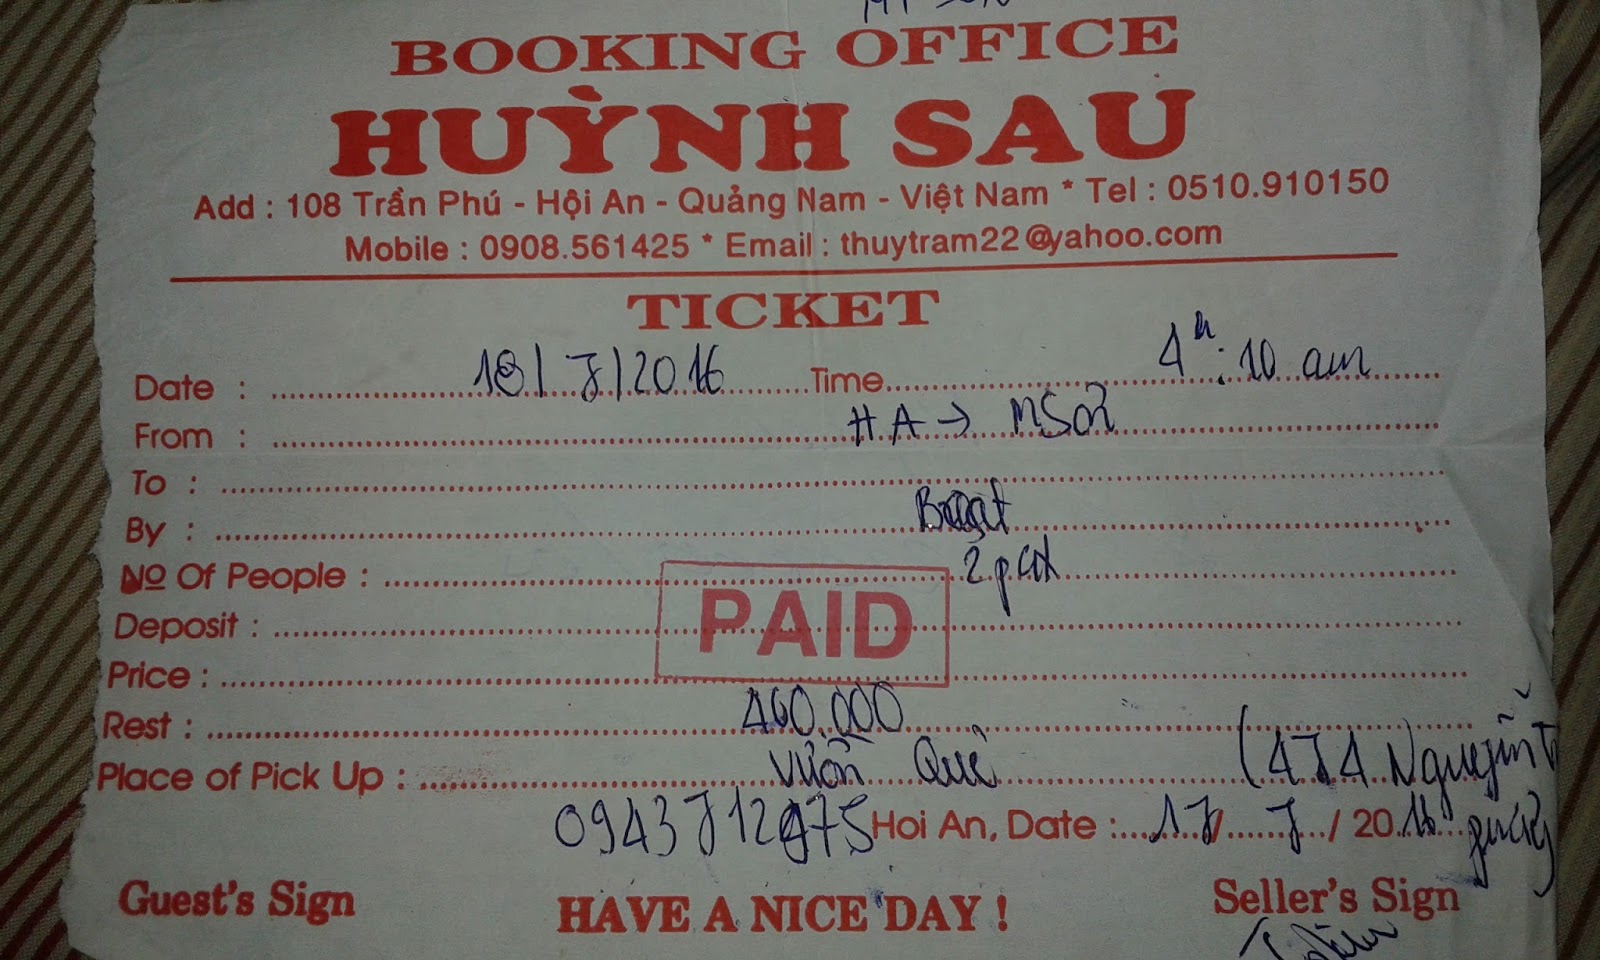 BOOKING OFFICE
HUỲNH SAU
Add : 108 Trần Phú - Hội An - Quảng Nam - Việt Nam * Tel : 0510.910150
Mobile : 0908.561425 * Email : thuytram22@yahoo.com
TICKET
Date : 18/7/2016 Time 4h:10 am
From : HA → MSơn
To :
By : Boat
No Of People : 2 pax
Deposit :
PAID
Price :
Rest : 460.000
Place of Pick Up : Vườn Quê (
Hoi An, Date : 17 / 7 / 2016
Guest's Sign HAVE A NICE DAY ! Seller's Sign